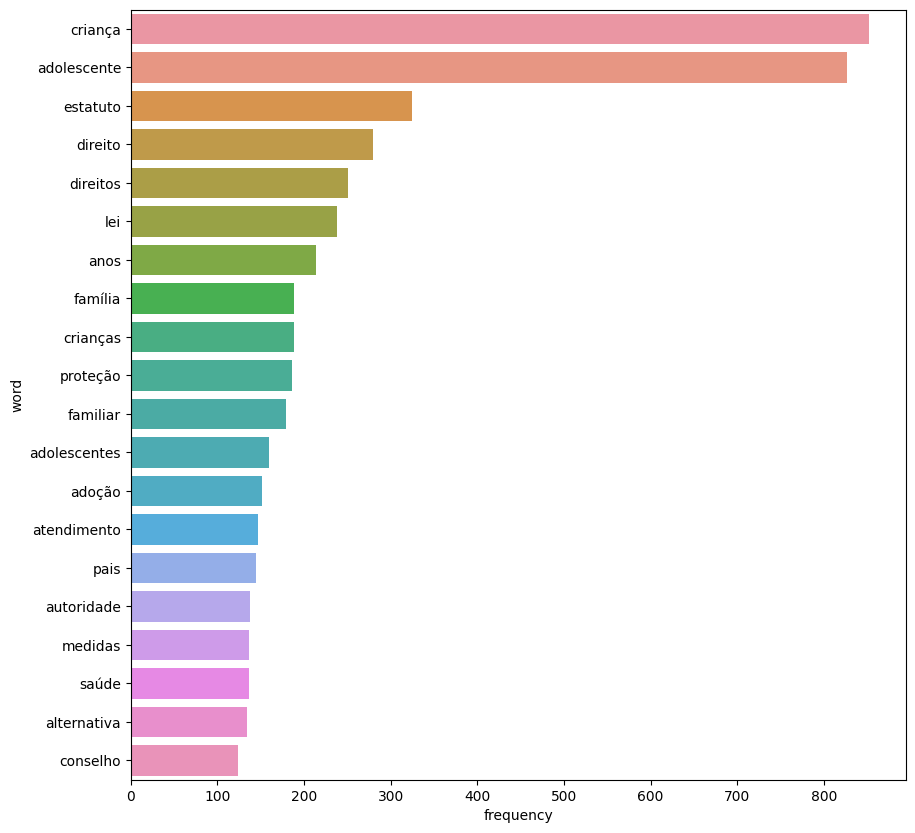 criança
adolescente
estatuto
direito
direitos
lei
anos
família
crianças
proteção
familiar
adolescentes
adoção
atendimento
pais
autoridade
medidas
saúde
alternativa
conselho
word
0 100 200 300 400 500 600 700 800
frequency